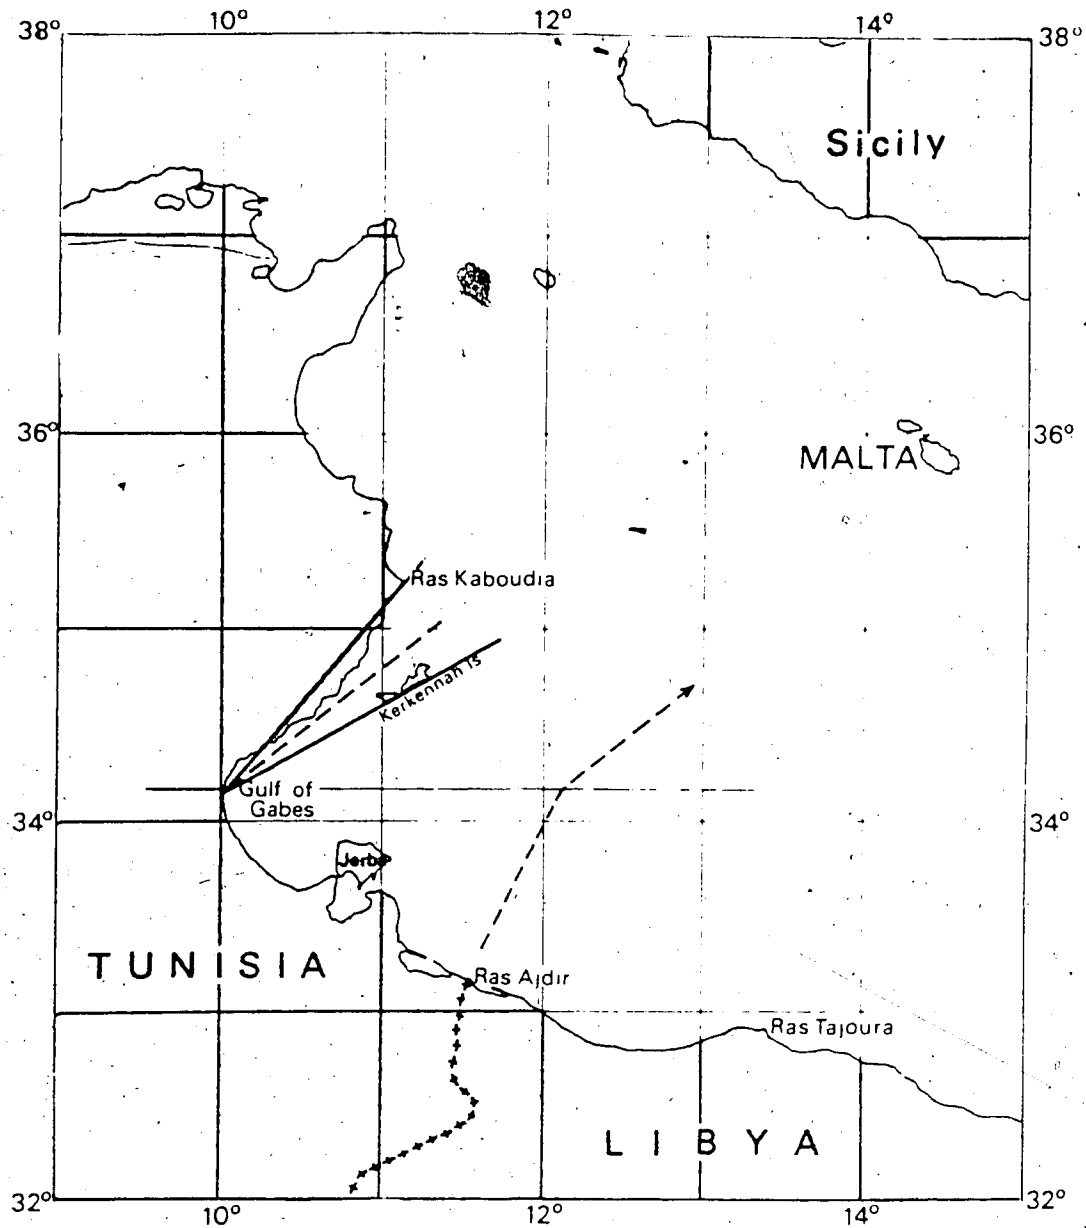 10° 12° 14°
38° 38°
Sicily
36° 36°
MALTA
Ras Kaboudia
Kerkennah Is
Gulf of
Gabes
34° 34°
Jerba
TUNISIA
Ras Ajdir
Ras Tajoura
LIBYA
32° 32°
10° 12° 14°